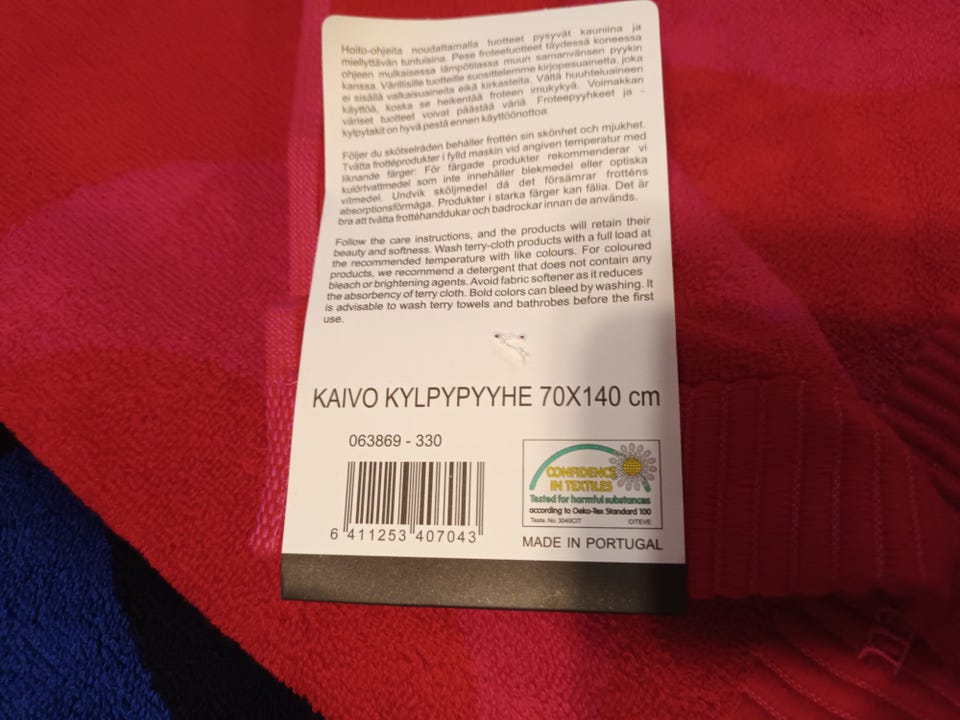 Hoito-ohjeita noudattamalla tuotteet pysyvät kauniina ja
miellyttävän tuntuisina. Pese froteetuotteet täydessä koneessa
ohjeen mukaisessa lämpötilassa muun samanvärisen pyykin
kanssa. Värillisille tuotteille suosittelemme kirjopesuainetta, joka
ei sisällä valkaisuaineita eikä kirkasteita. Vältä huuhteluaineen
käyttöä, koska se heikentää froteen imukykyä. Voimakkan
väriset tuotteet voivat päästää väriä. Froteepyyhkeet ja -
kylpytakit on hyvä pestä ennen käyttöönottoa.
Följer du skötselråden behåller frottén sin skönhet och mjukhet.
Tvätta frottéprodukter i fylld maskin vid angiven temperatur med
liknande färger: För färgade produkter rekommenderar vi
kulörtvattmedel som inte innehåller blekmedel eller optiska
vitmedel. Undvik sköljmedel då det försämrar frotténs
absorptionsförmåga. Produkter i starka färger kan fälla. Det är
bra att tvätta frottéhanddukar och badrockar innan de används.
Follow the care instructions, and the products will retain their
beauty and softness. Wash terry-cloth products with a full load at
the recommended temperature with like colours. For coloured
products, we recommend a detergent that does not contain any
bleach or brightening agents. Avoid fabric softener as it reduces
the absorbency of terry cloth. Bold colors can bleed by washing. It
is advisable to wash terry towels and bathrobes before the first
use.
KAIVO KYLPYPYYHE 70X140 cm
063869 - 330
6 411253 407043
CONFIDENCE
IN TEXTILES
Tested for harmful substances
according to Oeko-Tex Standard 100
Teste. No. 3040CIT CITEVE
MADE IN PORTUGAL